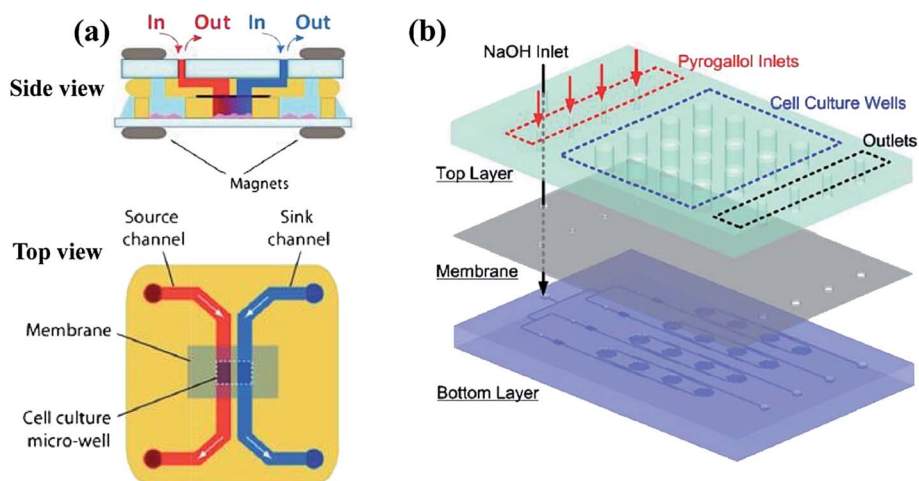 (a)
In Out In Out
Side view
Magnets
Top view
Source
channel
Sink
channel
Membrane
Cell culture
micro-well
(b)
NaOH Inlet
Pyrogallol Inlets
Cell Culture Wells
Outlets
Top Layer
Membrane
Bottom Layer